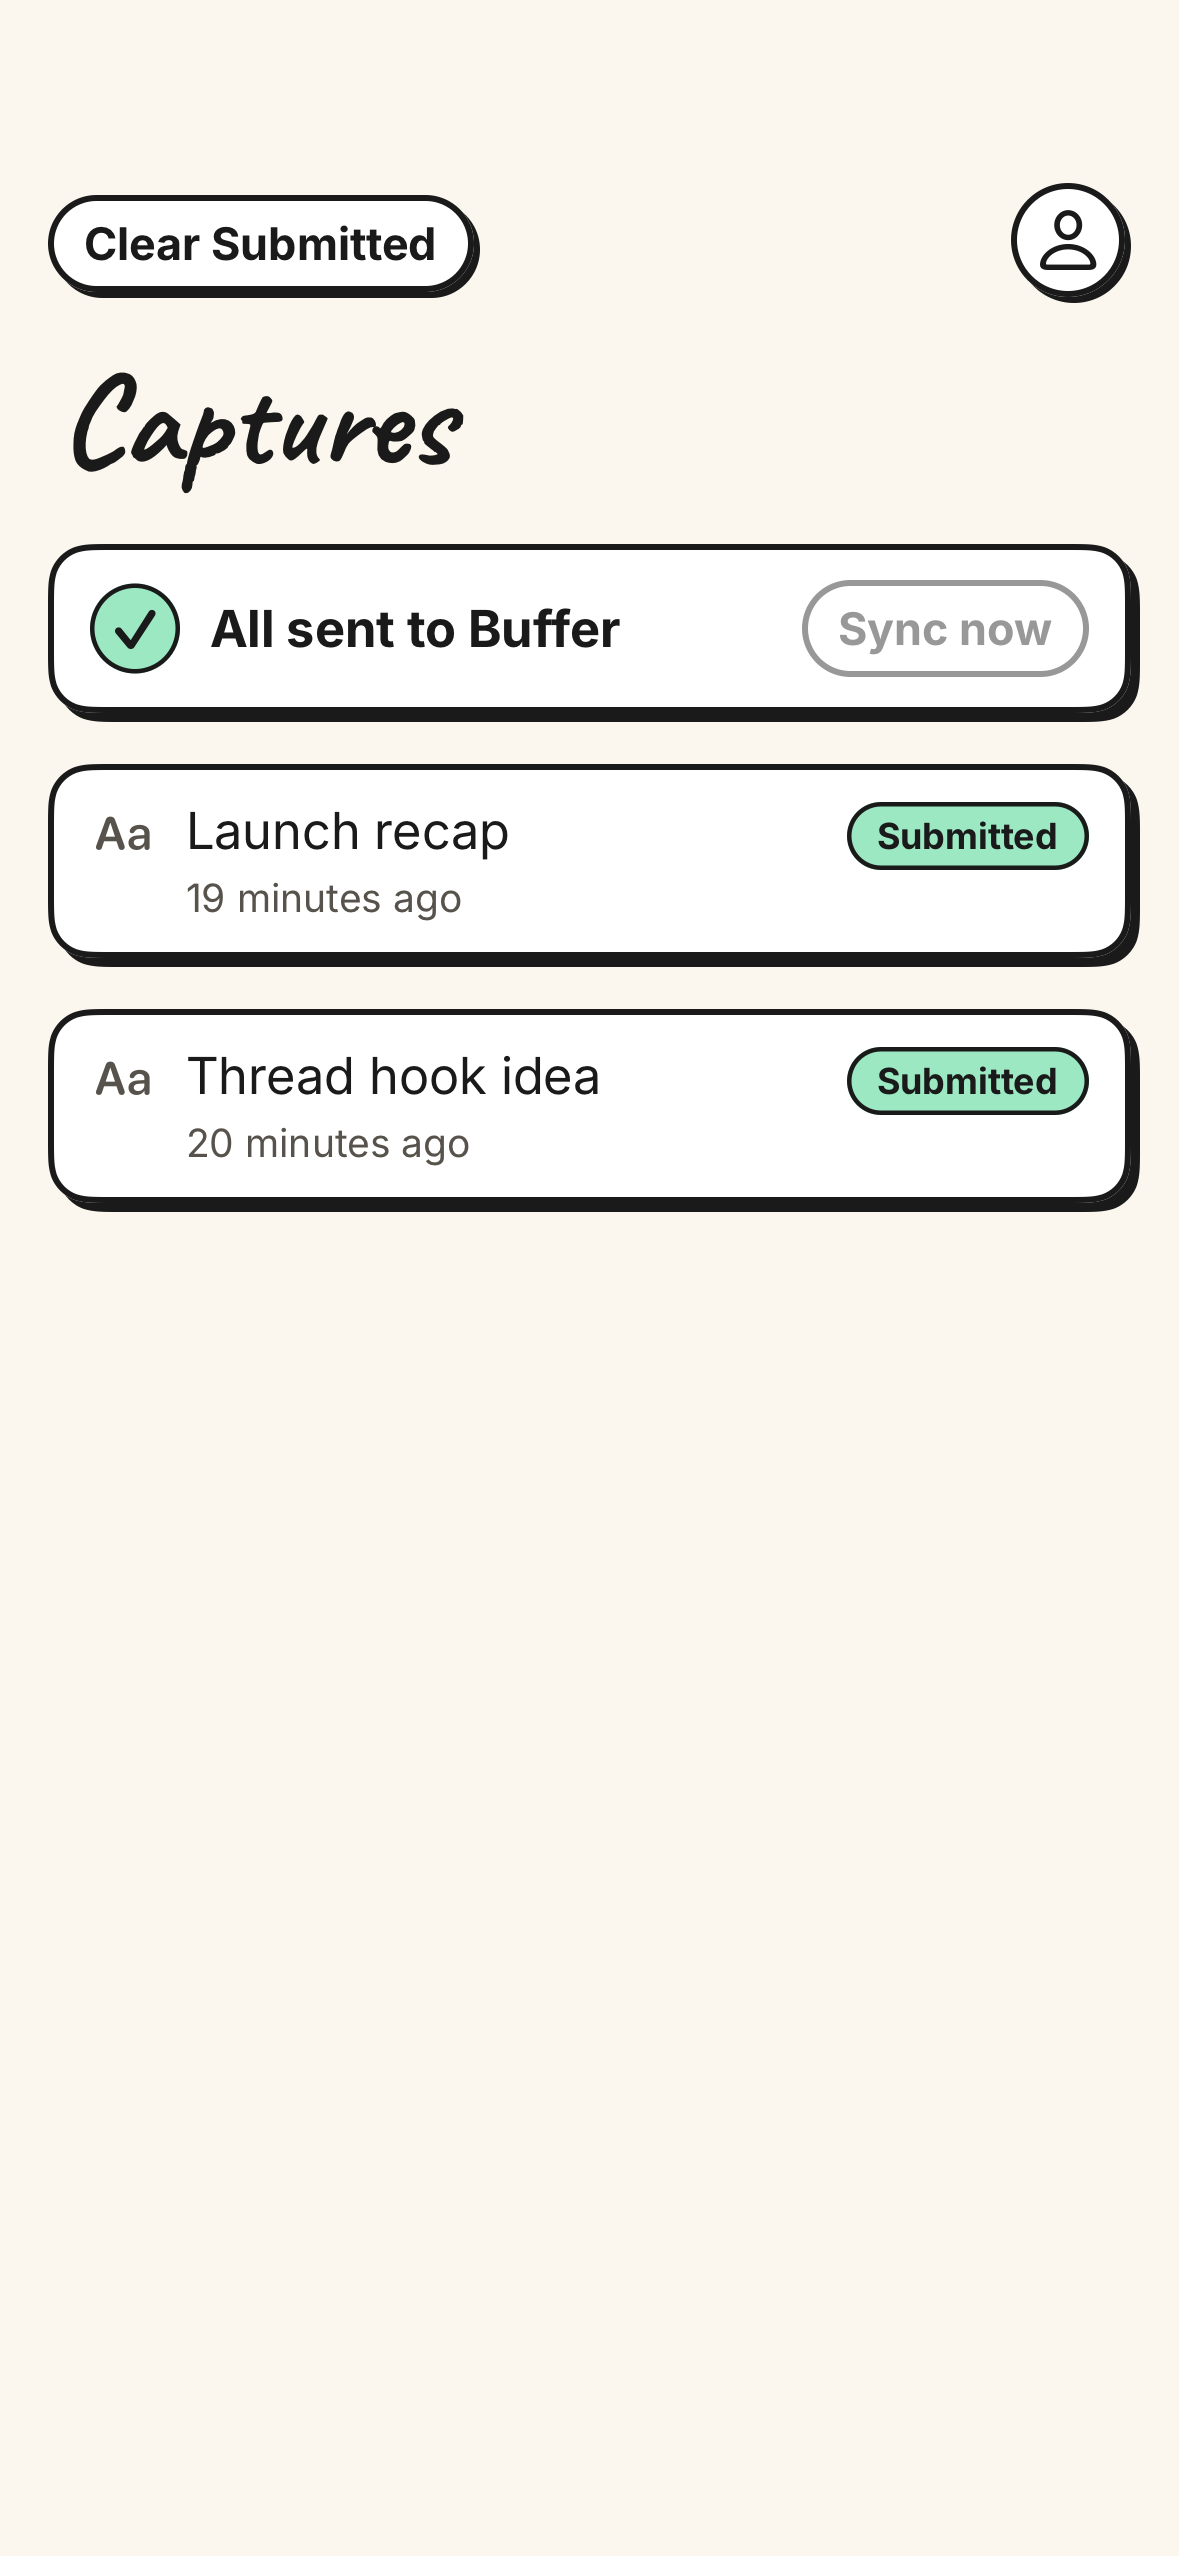 Clear Submitted
Captures
All sent to Buffer
Sync now
Aa Launch recap
Submitted
19 minutes ago
Aa Thread hook idea
Submitted
20 minutes ago